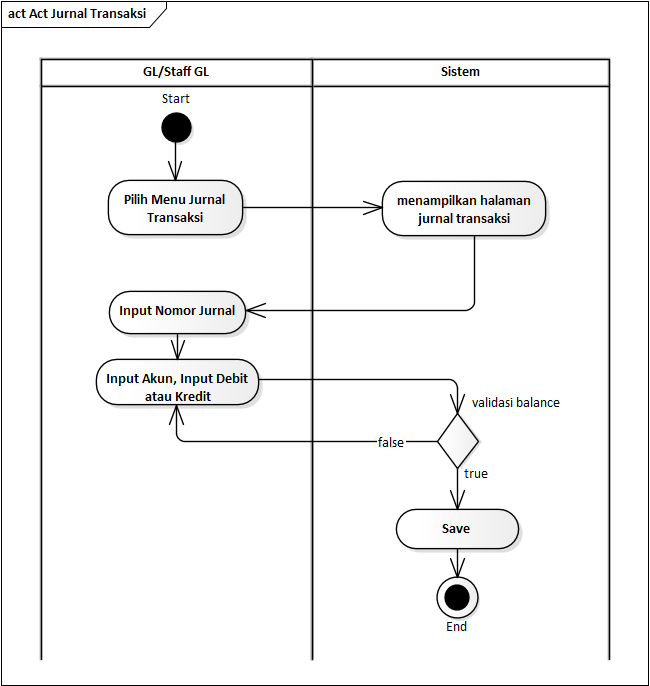 act Act Jurnal Transaksi
GL/Staff GL
Sistem
Start
Pilih Menu Jurnal
Transaksi
menampilkan halaman
jurnal transaksi
Input Nomor Jurnal
Input Akun, Input Debit
atau Kredit
validasi balance
false
true
Save
End